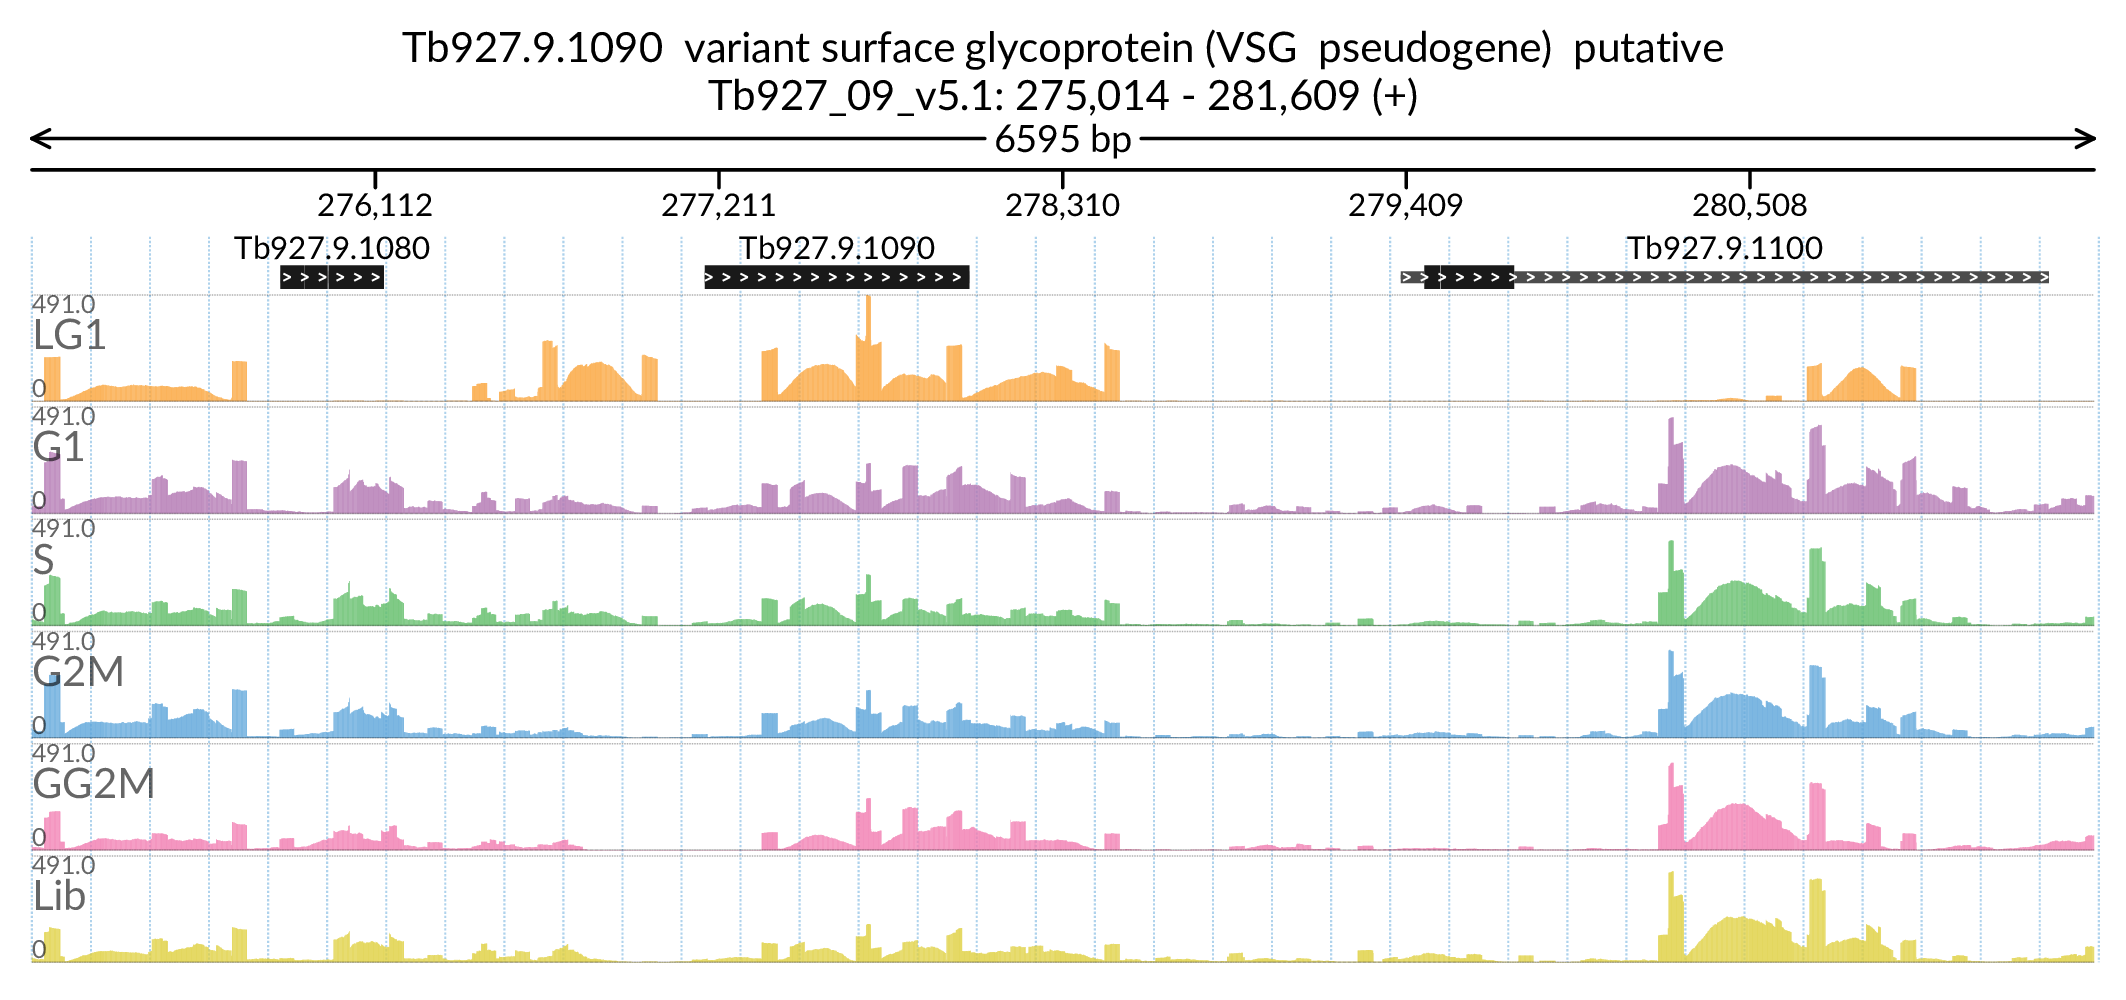 Tb927.9.1090 variant surface glycoprotein (VSG pseudogene) putative
Tb927_09_v5.1: 275,014 - 281,609 (+)
6595 bp
276,112 277,211 278,310 279,409 280,508
Tb927.9.1080 Tb927.9.1090 Tb927.9.1100
491.0
LG1
0
491.0
G1
0
491.0
S
0
491.0
G2M
0
491.0
GG2M
0
491.0
Lib
0